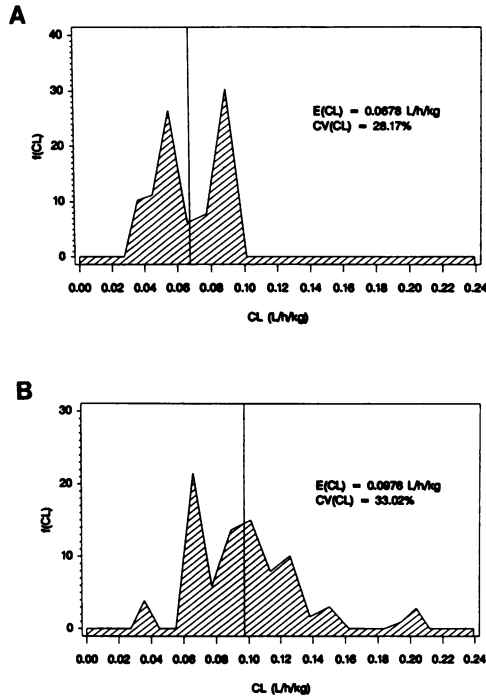 A
40
30
20
10
0
f(CL)
E(CL) = 0.0678 L/h/kg
CV(CL) = 28.17%
0.00 0.02 0.04 0.06 0.08 0.10 0.12 0.14 0.16 0.18 0.20 0.22 0.24
CL (L/h/kg)
B
30
20
10
0
f(CL)
E(CL) = 0.0976 L/h/kg
CV(CL) = 33.02%
0.00 0.02 0.04 0.06 0.08 0.10 0.12 0.14 0.16 0.18 0.20 0.22 0.24
CL (L/h/kg)